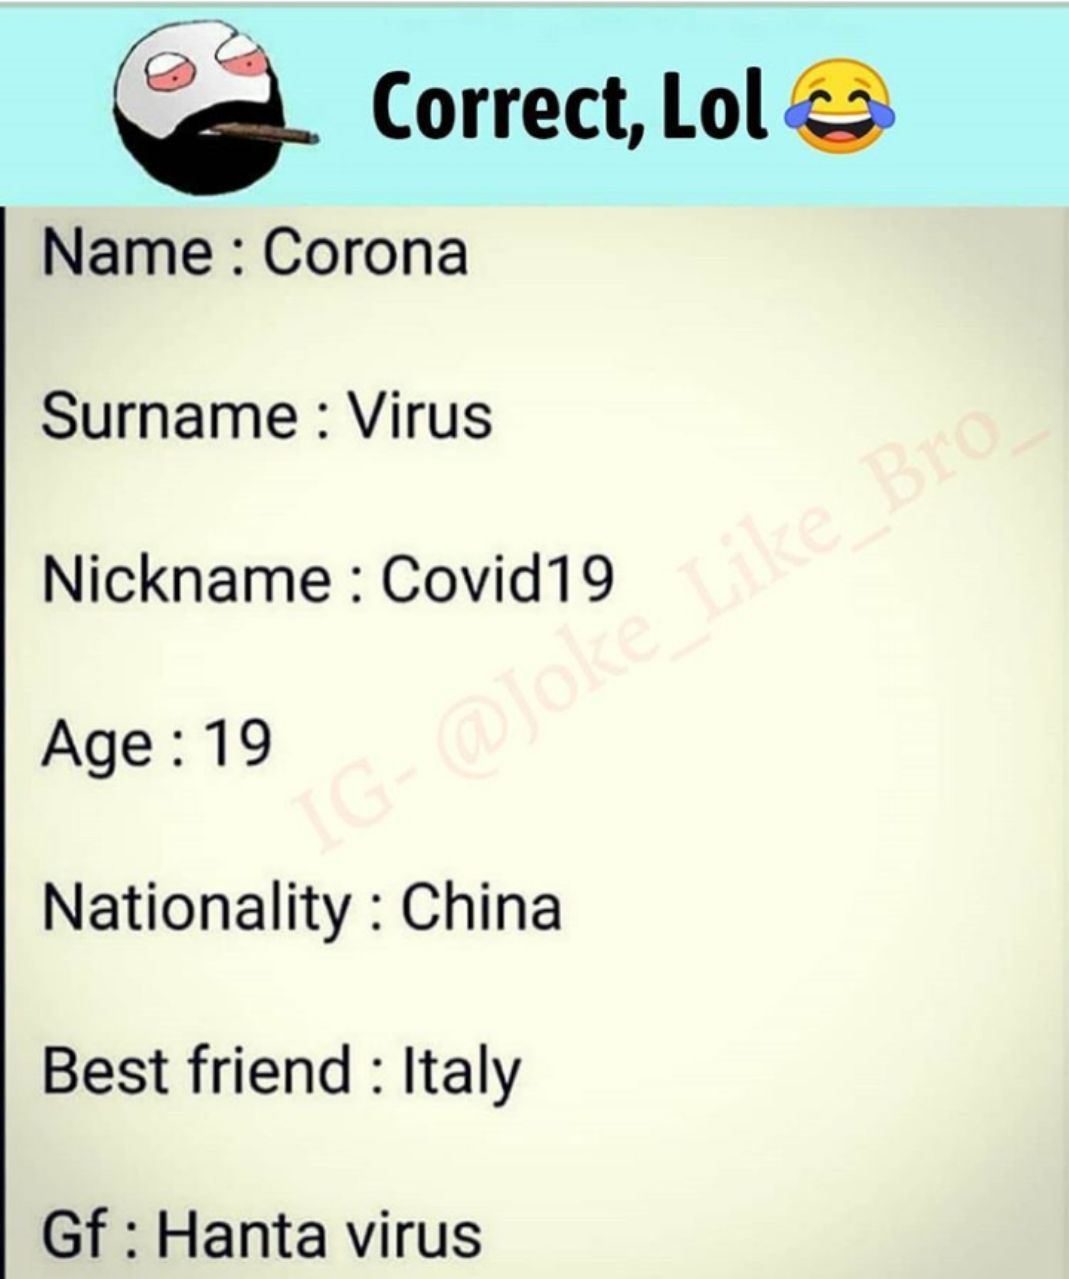 Correct, Lol 😂
Name : Corona
Surname : Virus
Nickname : Covid19
Age : 19
Nationality : China
Best friend : Italy
Gf : Hanta virus
IG- @Joke_Like_Bro_